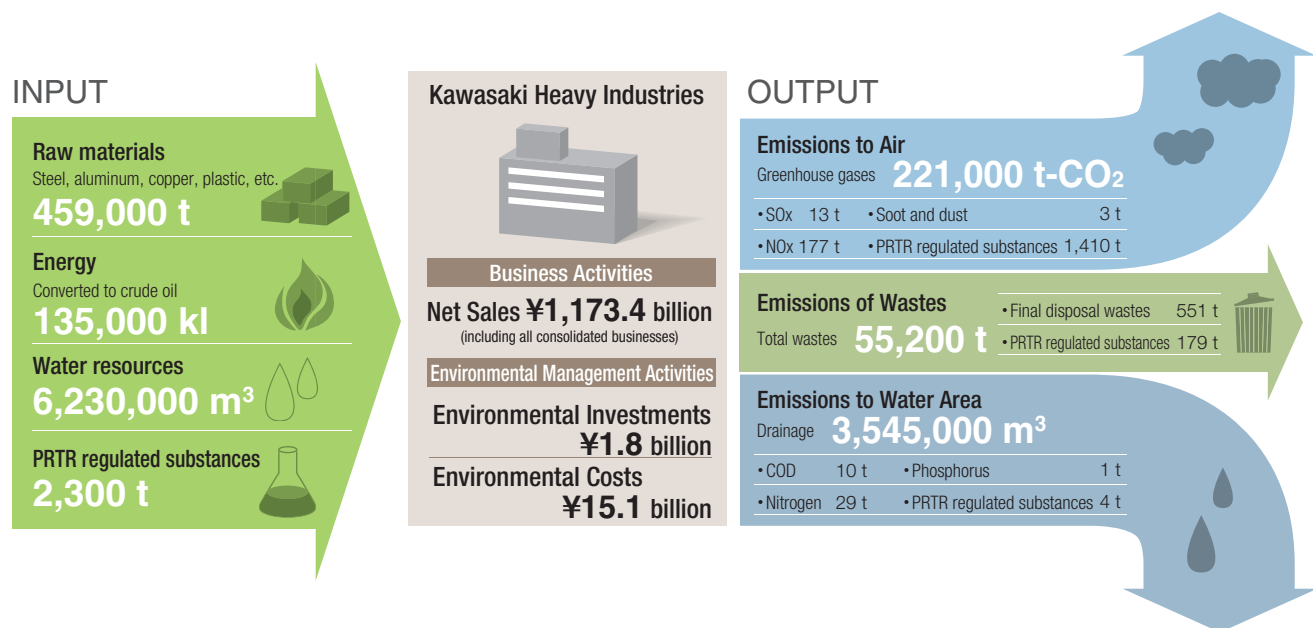 INPUT
Raw materials
Steel, aluminum, copper, plastic, etc.
459,000 t
Energy
Converted to crude oil
135,000 kl
Water resources
6,230,000 m³
PRTR regulated substances
2,300 t
Kawasaki Heavy Industries
Business Activities
Net Sales ¥1,173.4 billion
(including all consolidated businesses)
Environmental Management Activities
Environmental Investments
¥1.8 billion
Environmental Costs
¥15.1 billion
OUTPUT
Emissions to Air
Greenhouse gases 221,000 t-CO₂
・SOx 13 t ・Soot and dust 3 t
・NOx 177 t ・PRTR regulated substances 1,410 t
Emissions of Wastes
Total wastes 55,200 t
・Final disposal wastes 551 t
・PRTR regulated substances 179 t
Emissions to Water Area
Drainage 3,545,000 m³
・COD 10 t ・Phosphorus 1 t
・Nitrogen 29 t ・PRTR regulated substances 4 t